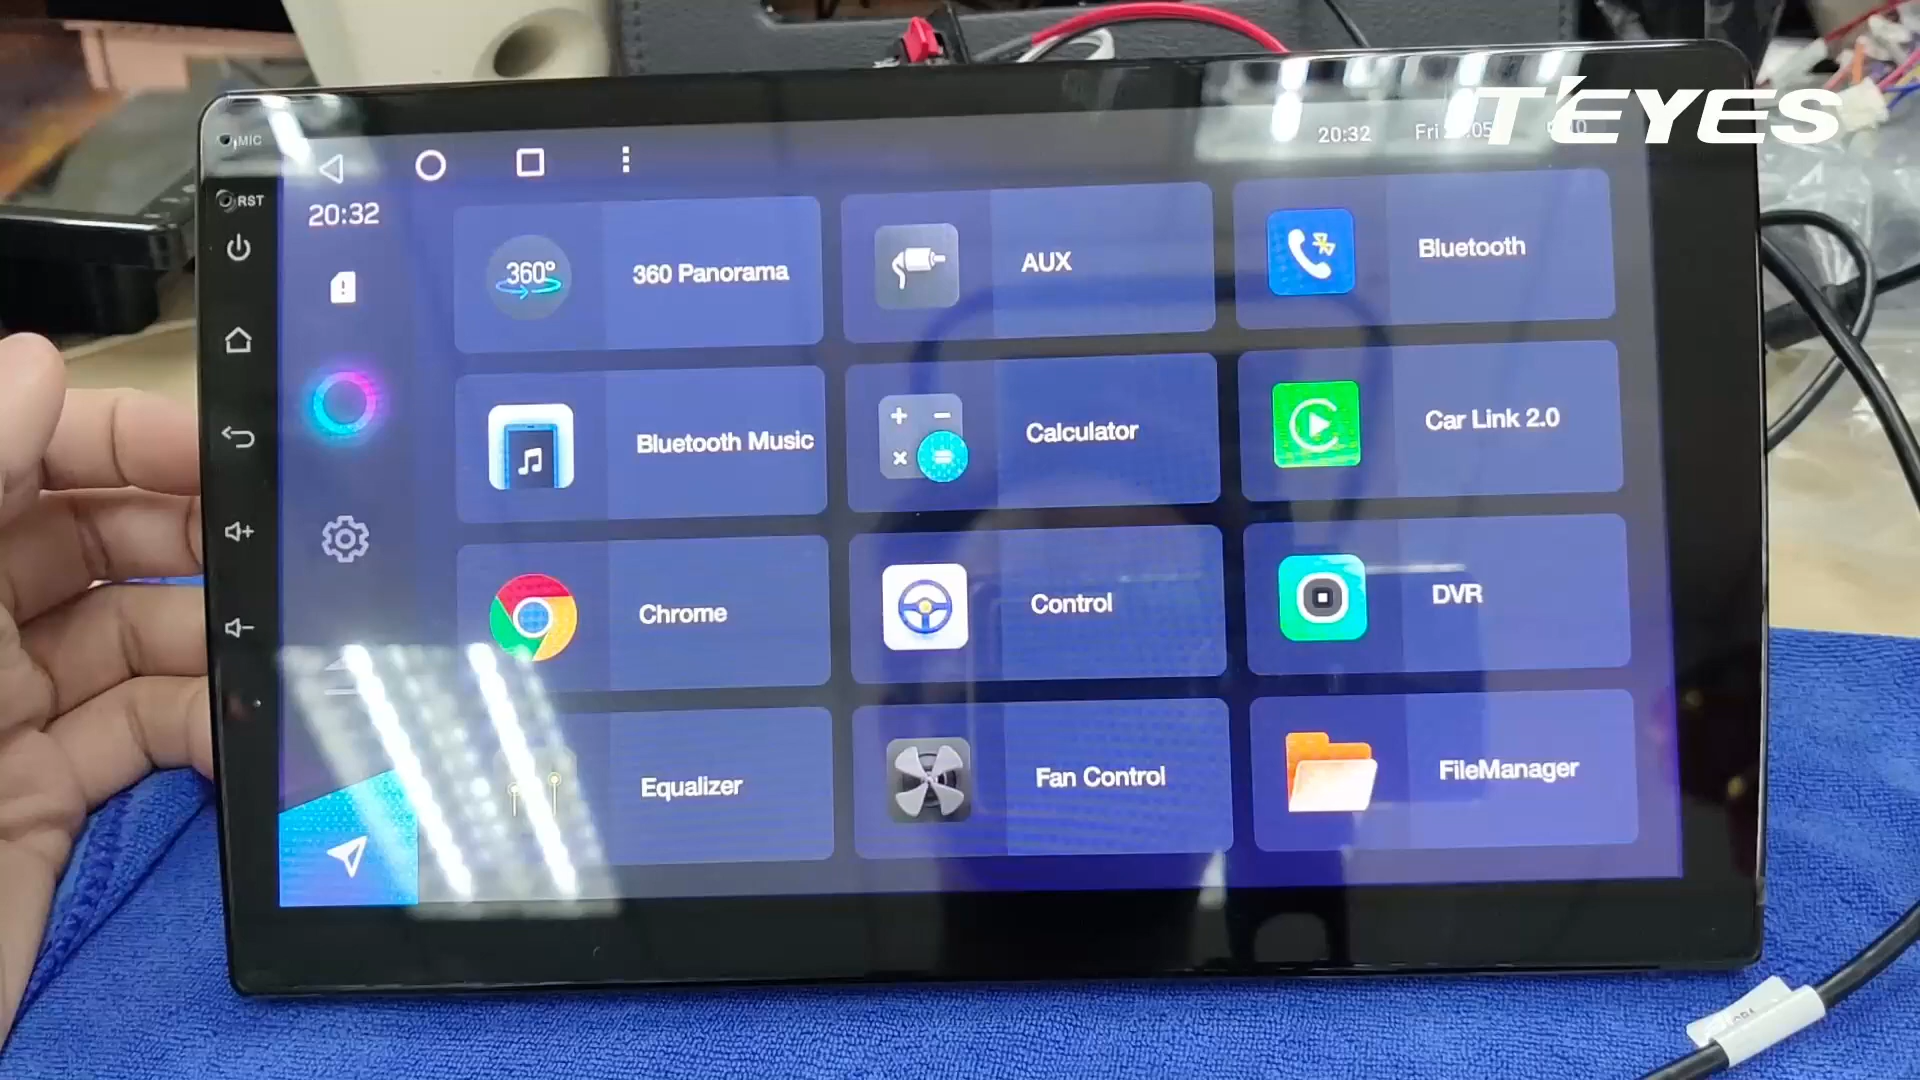 T'EYES
MIC
20:32 Fri
RST
20:32
360° 360 Panorama
AUX
Bluetooth
Bluetooth Music
Calculator
Car Link 2.0
Chrome
Control
DVR
Equalizer
Fan Control
FileManager